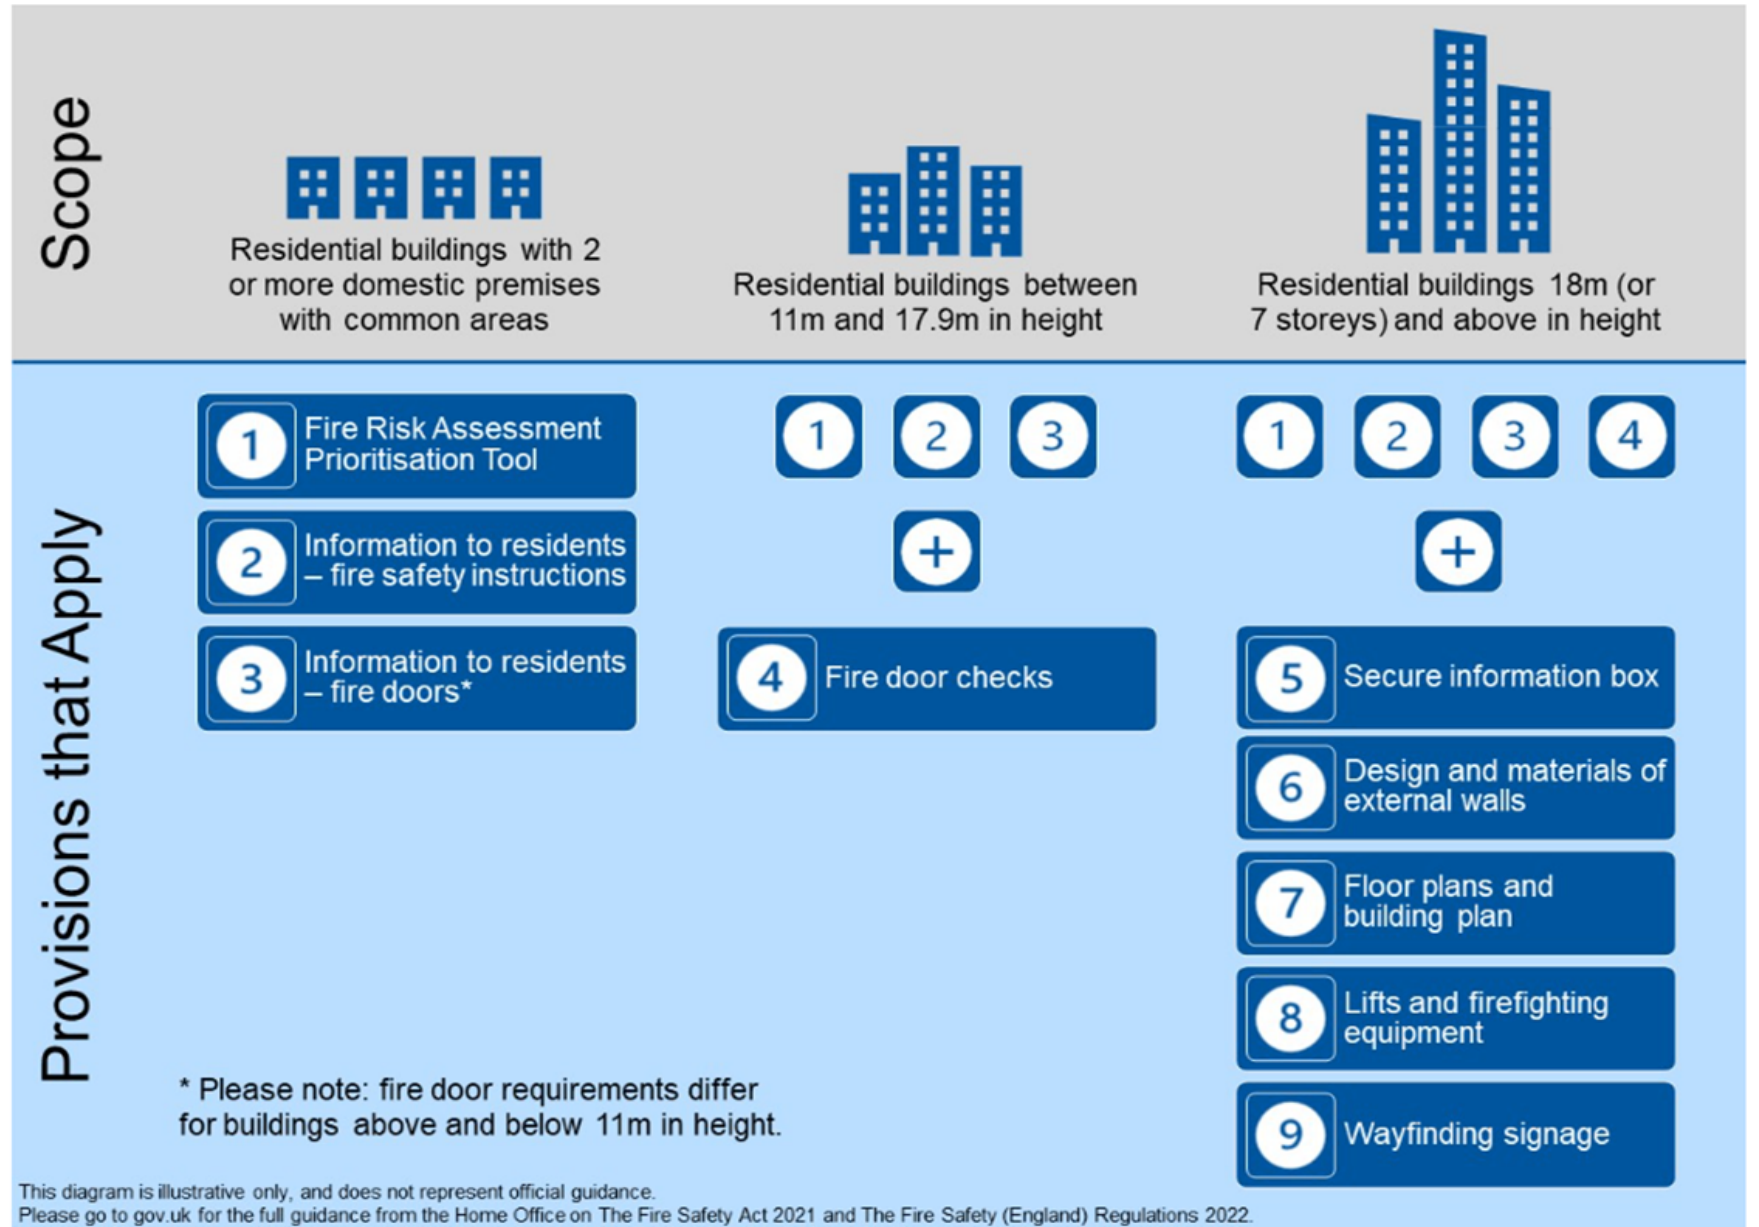 Scope
Residential buildings with 2
or more domestic premises
with common areas
Residential buildings between
11m and 17.9m in height
Residential buildings 18m (or
7 storeys) and above in height
Provisions that Apply
1 Fire Risk Assessment
Prioritisation Tool
2 Information to residents
– fire safety instructions
3 Information to residents
– fire doors*
1 2 3
+
4 Fire door checks
1 2 3 4
+
5 Secure information box
6 Design and materials of
external walls
7 Floor plans and
building plan
8 Lifts and firefighting
equipment
9 Wayfinding signage
* Please note: fire door requirements differ
for buildings above and below 11m in height.
This diagram is illustrative only, and does not represent official guidance.
Please go to gov.uk for the full guidance from the Home Office on The Fire Safety Act 2021 and The Fire Safety (England) Regulations 2022.